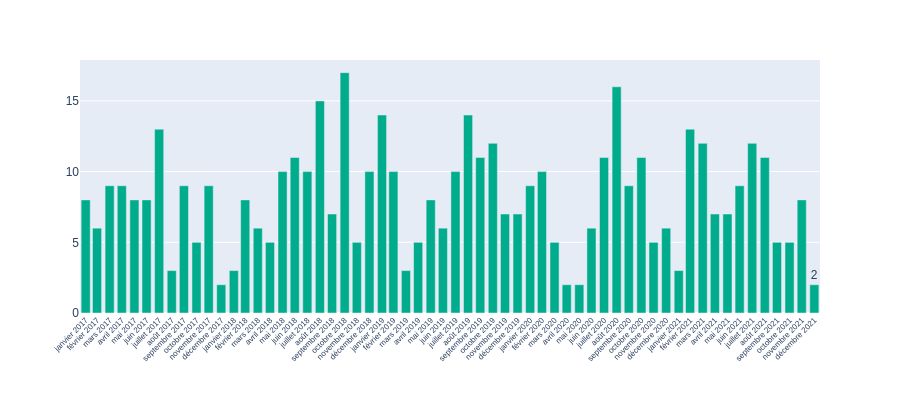 15
10
5
0
2
janvier 2017
février 2017
mars 2017
avril 2017
mai 2017
juin 2017
juillet 2017
août 2017
septembre 2017
octobre 2017
novembre 2017
décembre 2017
janvier 2018
février 2018
mars 2018
avril 2018
mai 2018
juin 2018
juillet 2018
août 2018
septembre 2018
octobre 2018
novembre 2018
décembre 2018
janvier 2019
février 2019
mars 2019
avril 2019
mai 2019
juin 2019
juillet 2019
août 2019
septembre 2019
octobre 2019
novembre 2019
décembre 2019
janvier 2020
février 2020
mars 2020
avril 2020
mai 2020
juin 2020
juillet 2020
août 2020
septembre 2020
octobre 2020
novembre 2020
décembre 2020
janvier 2021
février 2021
mars 2021
avril 2021
mai 2021
juin 2021
juillet 2021
août 2021
septembre 2021
octobre 2021
novembre 2021
décembre 2021